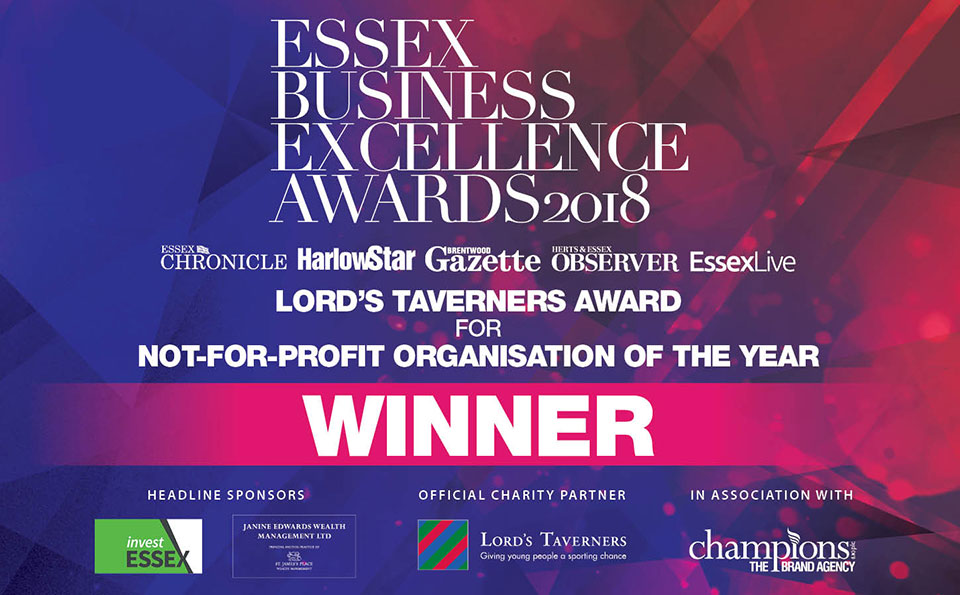 ESSEX
BUSINESS
EXCELLENCE
AWARDS2018
ESSEX CHRONICLE HarlowStar BRENTWOOD Gazette HERTS & ESSEX OBSERVER EssexLive
LORD'S TAVERNERS AWARD
FOR
NOT-FOR-PROFIT ORGANISATION OF THE YEAR
WINNER
HEADLINE SPONSORS
invest
ESSEX
JANINE EDWARDS WEALTH
MANAGEMENT LTD
ST. JAMES'S PLACE
WEALTH MANAGEMENT
OFFICIAL CHARITY PARTNER
LORD'S TAVERNERS
Giving young people a sporting chance
IN ASSOCIATION WITH
champions
THE BRAND AGENCY